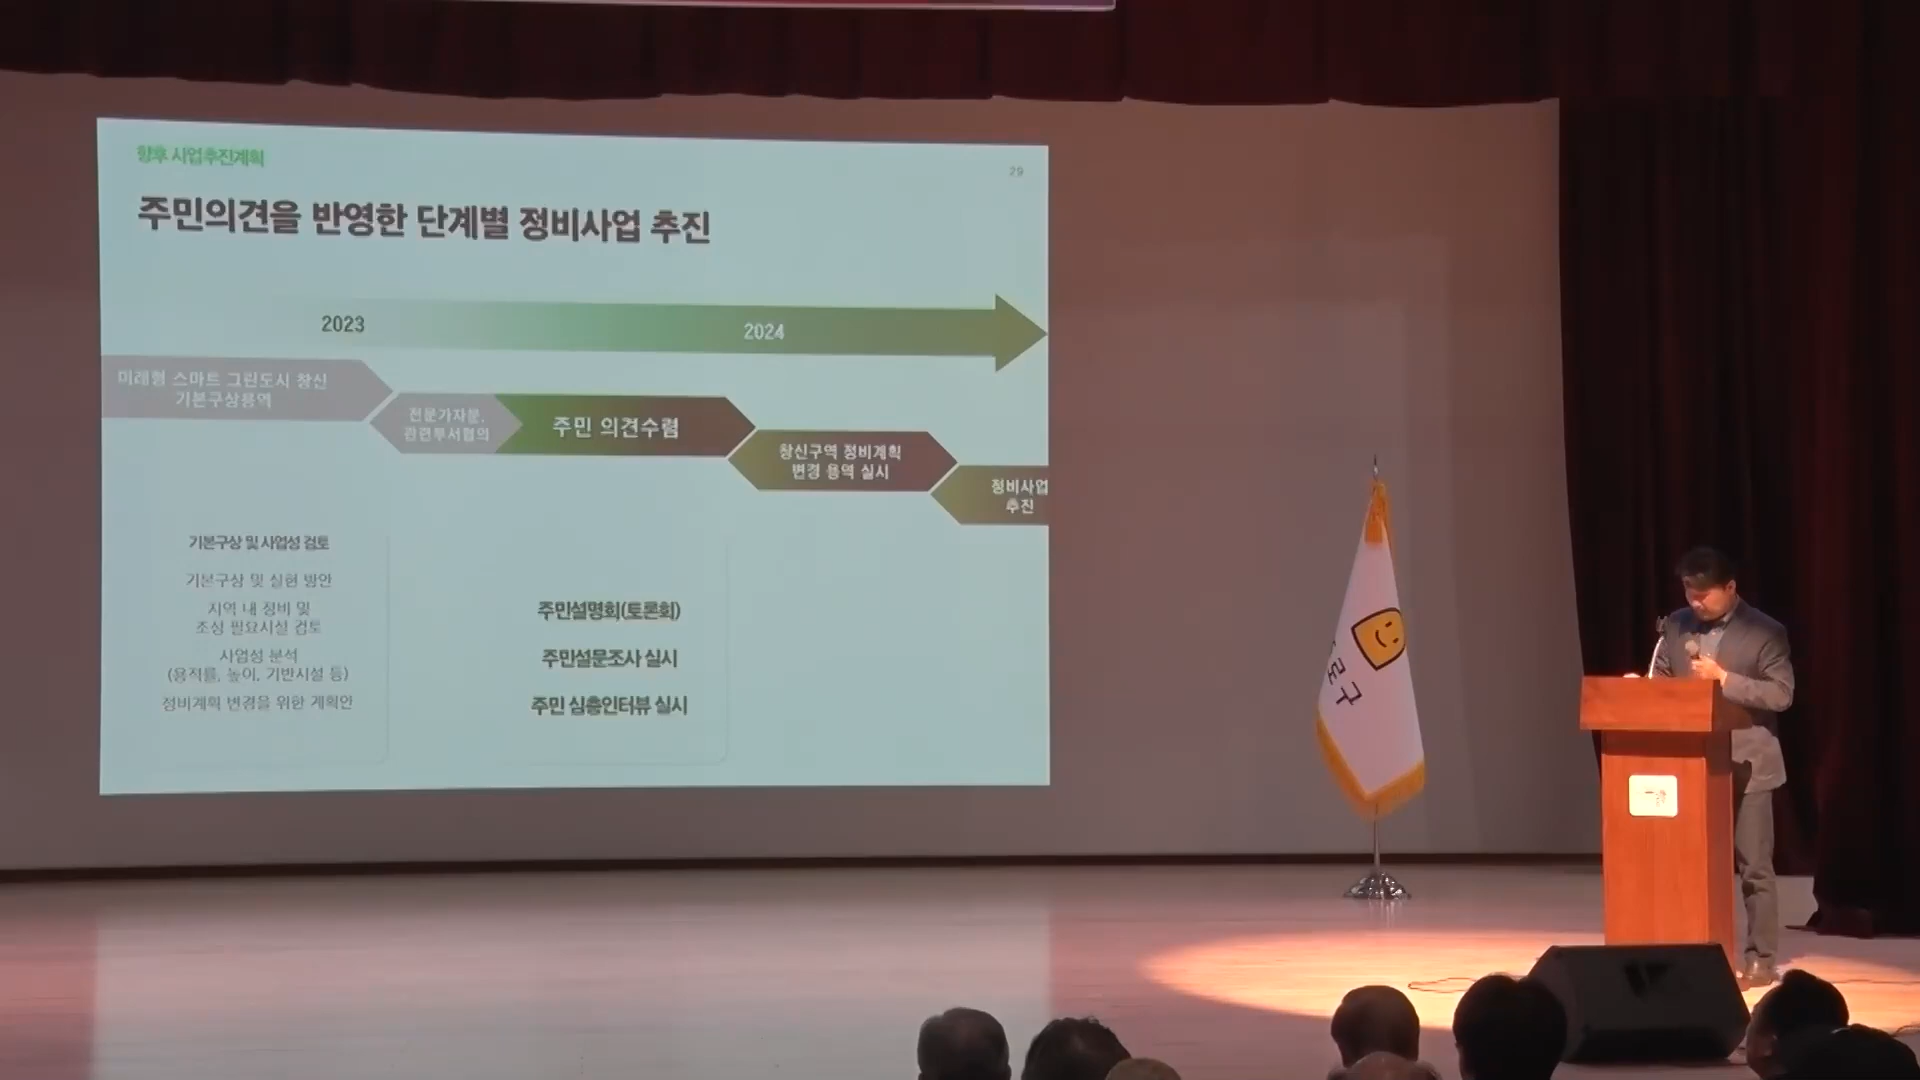 향후 사업추진계획
29
주민의견을 반영한 단계별 정비사업 추진
2023
2024
미래형 스마트 그린도시 창신
기본구상용역
전문가자문,
관련부서협의
주민 의견수렴
창신구역 정비계획
변경 용역 실시
정비사업
추진
기본구상 및 사업성 검토
기본구상 및 실현 방안
지역 내 정비 및
조성 필요시설 검토
사업성 분석
(용적률, 높이, 기반시설 등)
정비계획 변경을 위한 계획안
주민설명회(토론회)
주민설문조사 실시
주민 심층인터뷰 실시
로구